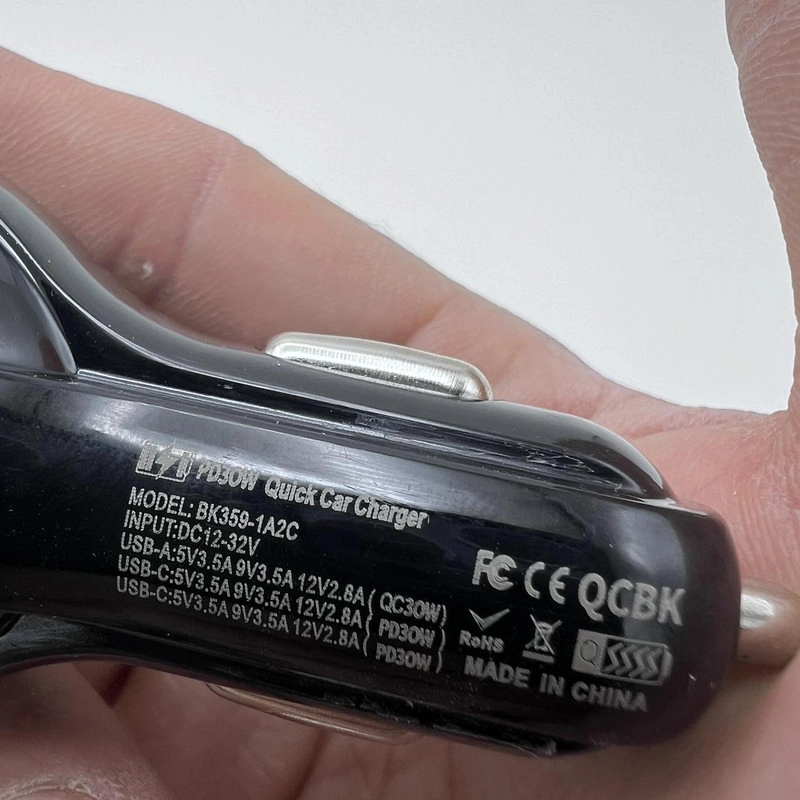 PD30W Quick Car Charger
MODEL: BK359-1A2C
INPUT:DC12-32V
USB-A:5V3.5A 9V3.5A 12V2.8A ( QC30W)
USB-C:5V3.5A 9V3.5A 12V2.8A ( PD30W )
USB-C:5V3.5A 9V3.5A 12V2.8A ( PD30W )
FC CE QCBK
RoHS
Q
MADE IN CHINA